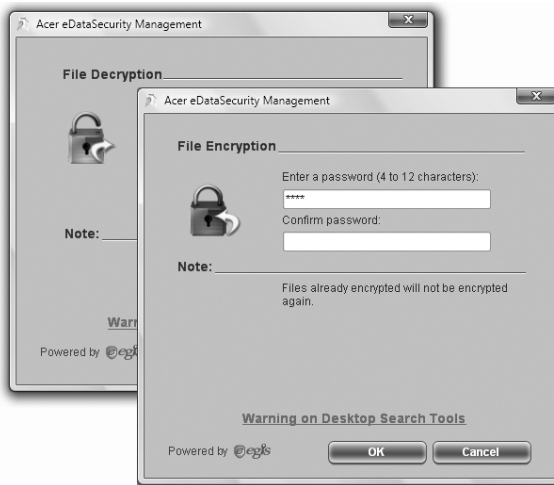 Acer eDataSecurity Management
File Decryption
Note:
Powered by
Acer eDataSecurity Management
File Encryption
Enter a password (4 to 12 characters):
****
Confirm password:
Note:
Files already encrypted will not be encrypted
again.
Warning on Desktop Search Tools
Powered by egis
OK
Cancel